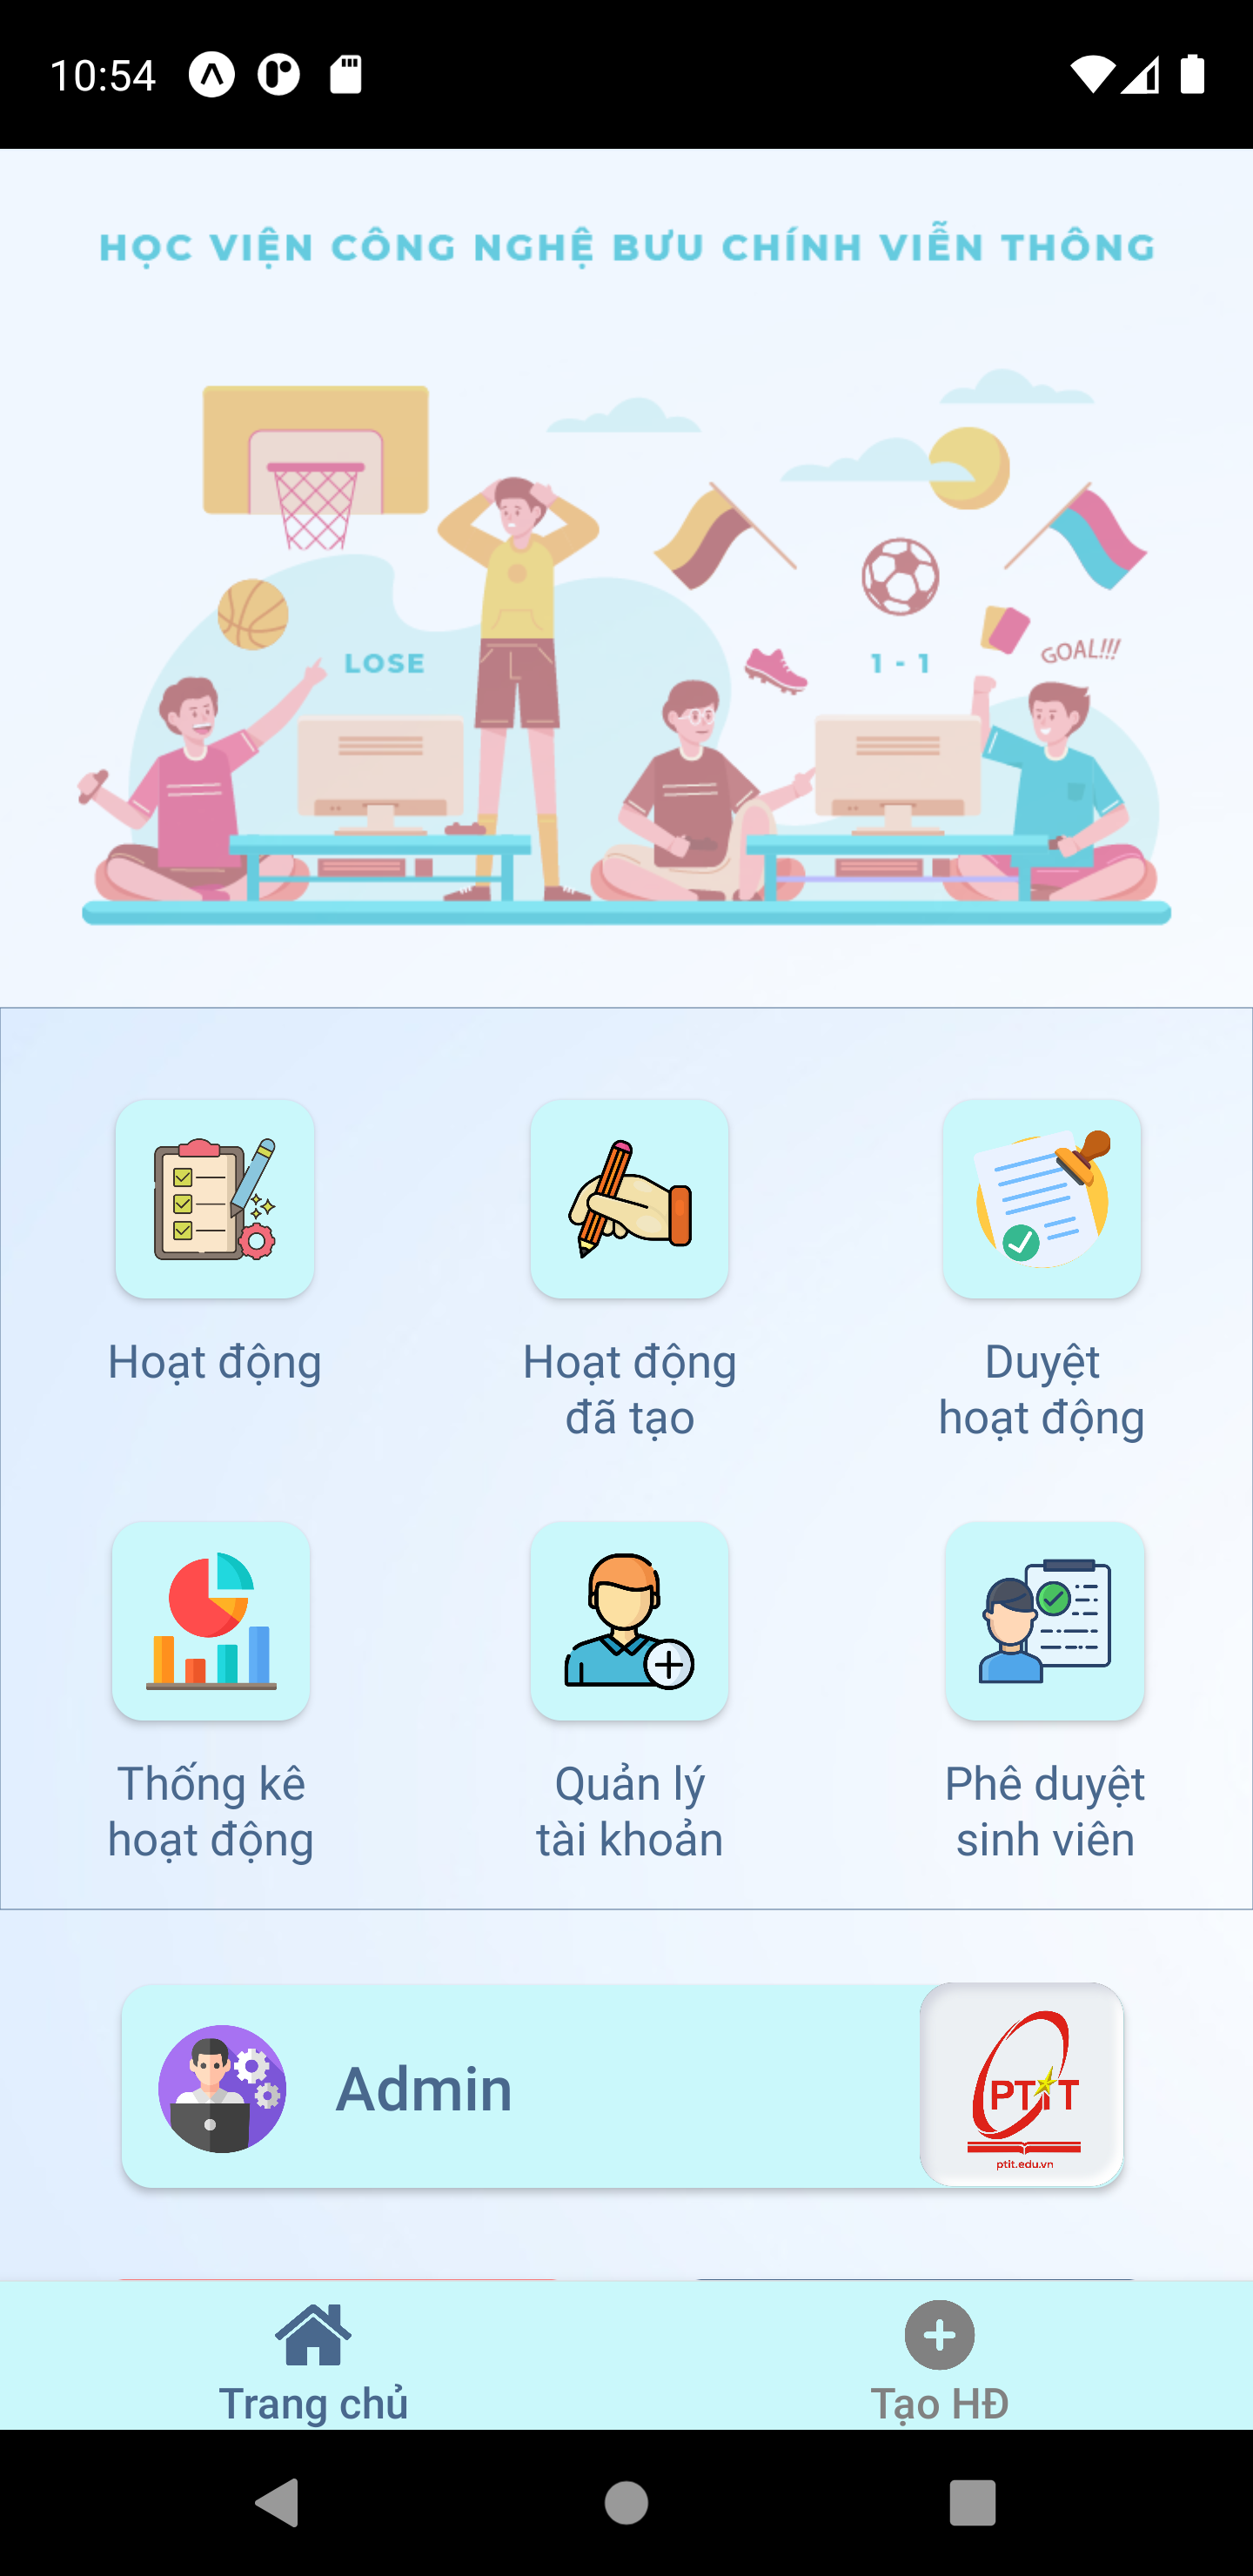 10:54
HỌC VIỆN CÔNG NGHỆ BƯU CHÍNH VIỄN THÔNG
LOSE
1 - 1
GOAL!!!
Hoạt động
Hoạt động
đã tạo
Duyệt
hoạt động
Thống kê
hoạt động
Quản lý
tài khoản
Phê duyệt
sinh viên
Admin
PTIT
ptit.edu.vn
Trang chủ
Tạo HĐ